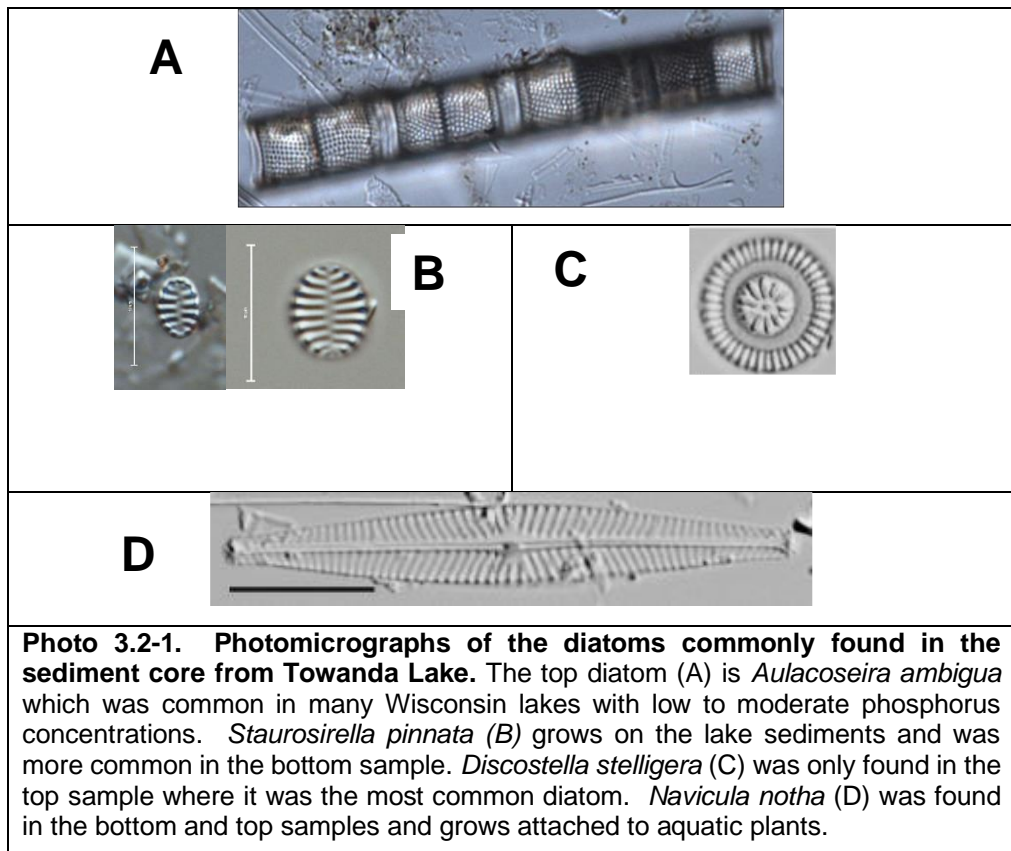 A
B
C
D
Photo 3.2-1. Photomicrographs of the diatoms commonly found in the
sediment core from Towanda Lake. The top diatom (A) is Aulacoseira ambigua
which was common in many Wisconsin lakes with low to moderate phosphorus
concentrations. Staurosirella pinnata (B) grows on the lake sediments and was
more common in the bottom sample. Discostella stelligera (C) was only found in the
top sample where it was the most common diatom. Navicula notha (D) was found
in the bottom and top samples and grows attached to aquatic plants.